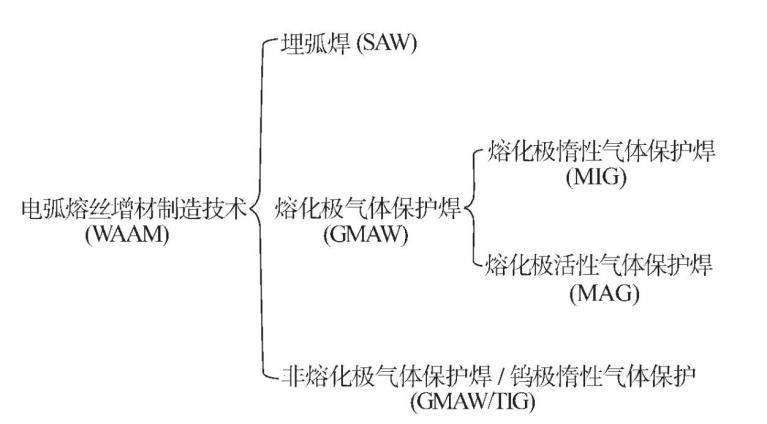 埋弧焊 (SAW)
熔化极惰性气体保护焊
(MIG)
电弧熔丝增材制造技术
(WAAM)
熔化极气体保护焊
(GMAW)
熔化极活性气体保护焊
(MAG)
非熔化极气体保护焊 / 钨极惰性气体保护
(GMAW/TIG)